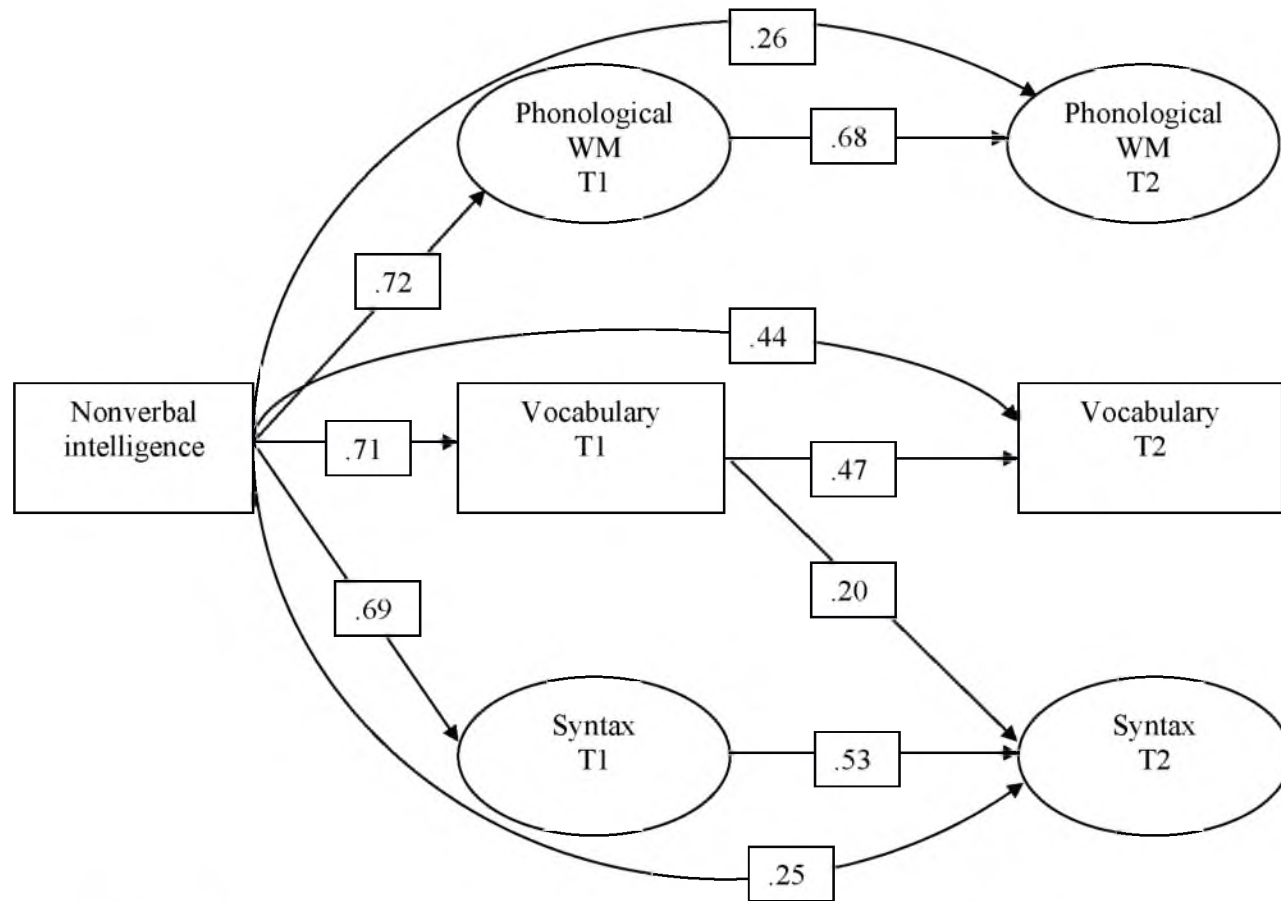 .26
Phonological
WM
T1
.68
Phonological
WM
T2
.72
.44
Nonverbal
intelligence
.71
Vocabulary
T1
.47
Vocabulary
T2
.20
.69
Syntax
T1
.53
Syntax
T2
.25